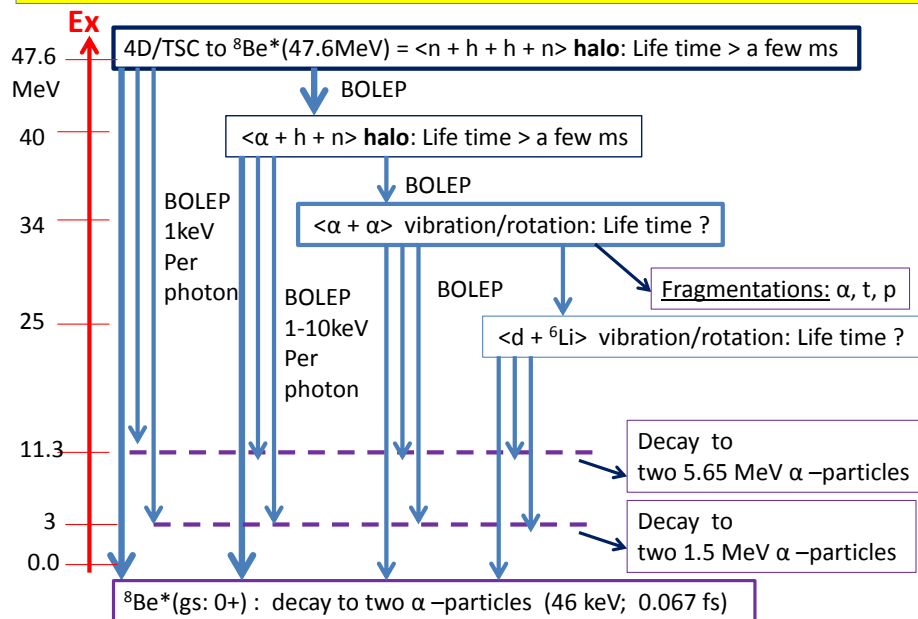 Ex
4D/TSC to ⁸Be*(47.6MeV) = <n + h + h + n> halo: Life time > a few ms
47.6
MeV
BOLEP
40
<α + h + n> halo: Life time > a few ms
BOLEP
BOLEP
1keV
Per
photon
34
<α + α> vibration/rotation: Life time ?
BOLEP
1-10keV
Per
photon
BOLEP
Fragmentations: α, t, p
25
<d + ⁶Li> vibration/rotation: Life time ?
11.3
Decay to
two 5.65 MeV α –particles
3
Decay to
two 1.5 MeV α –particles
0.0
⁸Be*(gs: 0+) : decay to two α –particles (46 keV; 0.067 fs)